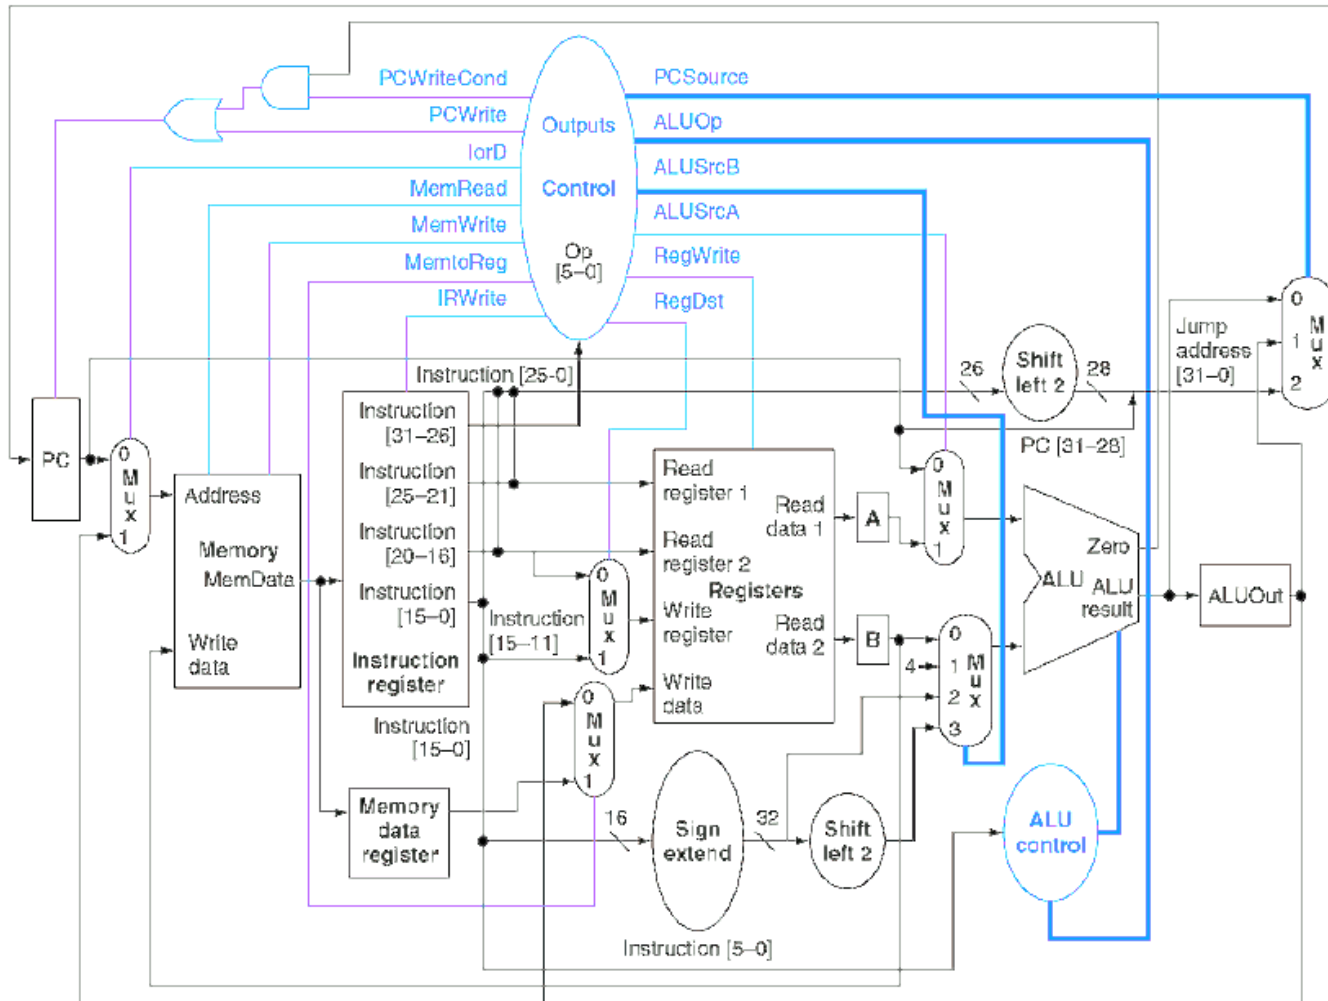 PCWriteCond
PCSource
PCWrite
Outputs
ALUOp
IorD
ALUSrcB
MemRead
Control
ALUSrcA
MemWrite
Op
[5–0]
MemtoReg
RegWrite
IRWrite
RegDst
Instruction [25-0]
26
Shift
left 2
28
Jump
address
[31–0]
0
1
2
M
u
x
PC [31–28]
PC
0
M
u
x
1
Address
Memory
MemData
Write
data
Instruction
[31–26]
Instruction
[25–21]
Instruction
[20–16]
Instruction
[15–0]
Instruction
register
Instruction
[15–11]
Instruction
[15–0]
0
M
u
x
1
0
M
u
x
1
Memory
data
register
Read
register 1
Read
register 2
Registers
Write
register
Write
data
Read
data 1
Read
data 2
A
B
0
M
u
x
1
4
0
1
2
3
M
u
x
Zero
ALU
ALU
result
ALUOut
16
Sign
extend
32
Shift
left 2
ALU
control
Instruction [5–0]